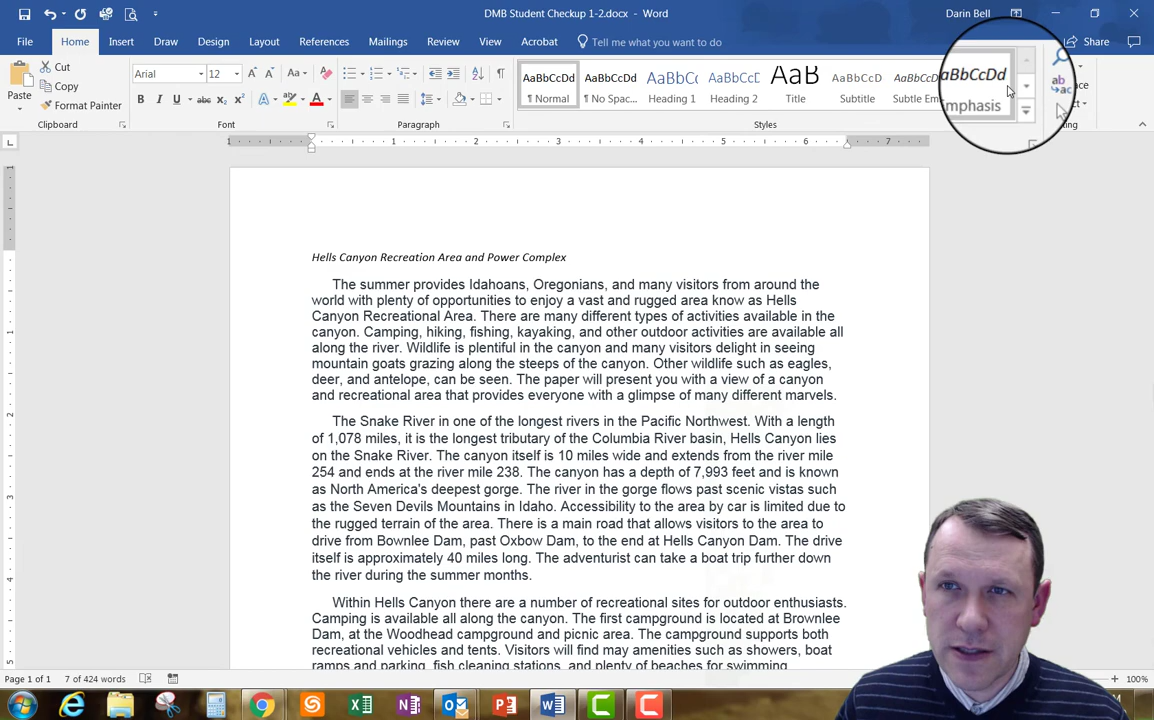 DMB Student Checkup 1-2.docx - Word
Darin Bell
File Home Insert Draw Design Layout References Mailings Review View Acrobat Tell me what you want to do Share
Cut
Copy
Format Painter
Paste
Clipboard
Arial 12
Font
Paragraph
AaBbCcDd AaBbCcDd AaBbCc AaBbCcC AaB AaBbCcC AaBbCcD aBbCcDd
¶ Normal ¶ No Spac... Heading 1 Heading 2 Title Subtitle Subtle Em mphasis
Styles
Hells Canyon Recreation Area and Power Complex
The summer provides Idahoans, Oregonians, and many visitors from around the
world with plenty of opportunities to enjoy a vast and rugged area know as Hells
Canyon Recreational Area. There are many different types of activities available in the
canyon. Camping, hiking, fishing, kayaking, and other outdoor activities are available all
along the river. Wildlife is plentiful in the canyon and many visitors delight in seeing
mountain goats grazing along the steeps of the canyon. Other wildlife such as eagles,
deer, and antelope, can be seen. The paper will present you with a view of a canyon
and recreational area that provides everyone with a glimpse of many different marvels.
The Snake River in one of the longest rivers in the Pacific Northwest. With a length
of 1,078 miles, it is the longest tributary of the Columbia River basin, Hells Canyon lies
on the Snake River. The canyon itself is 10 miles wide and extends from the river mile
254 and ends at the river mile 238. The canyon has a depth of 7,993 feet and is known
as North America's deepest gorge. The river in the gorge flows past scenic vistas such
as the Seven Devils Mountains in Idaho. Accessibility to the area by car is limited due to
the rugged terrain of the area. There is a main road that allows visitors to the area to
drive from Bownlee Dam, past Oxbow Dam, to the end at Hells Canyon Dam. The drive
itself is approximately 40 miles long. The adventurist can take a boat trip further down
the river during the summer months.
Within Hells Canyon there are a number of recreational sites for outdoor enthusiasts.
Camping is available all along the canyon. The first campground is located at Brownlee
Dam, at the Woodhead campground and picnic area. The campground supports both
recreational vehicles and tents. Visitors will find may amenities such as showers, boat
ramps and parking, fish cleaning stations, and plenty of beaches for swimming
Page 1 of 1 7 of 424 words 100%